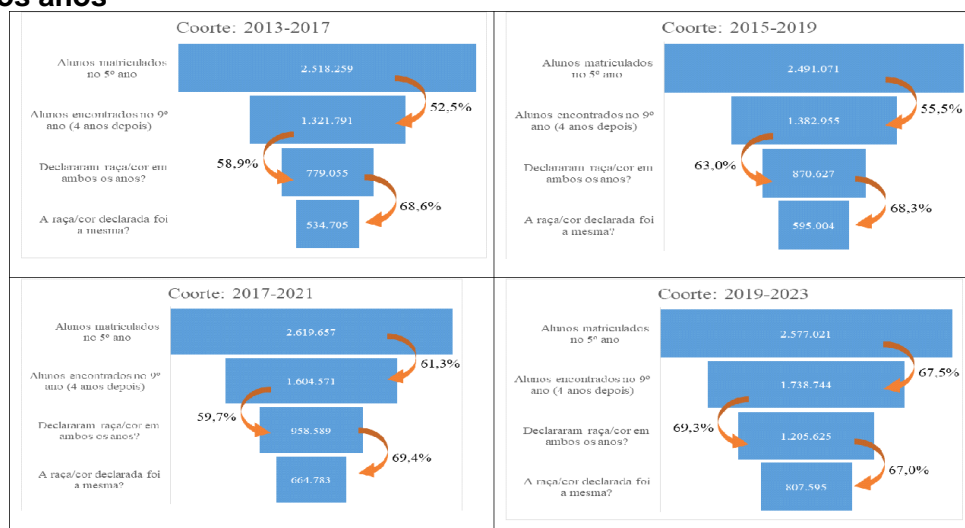 os anos
Coorte: 2013-2017
Alunos matriculados
no 5º ano
2.518.259
52,5%
Alunos encontrados no 9º
ano (4 anos depois)
1.321.791
58,9%
Declararam raça/cor em
ambos os anos?
779.055
68,6%
A raça/cor declarada foi
a mesma?
534.705
Coorte: 2015-2019
Alunos matriculados
no 5º ano
2.491.071
55,5%
Alunos encontrados no 9º
ano (4 anos depois)
1.382.955
63,0%
Declararam raça/cor em
ambos os anos?
870.627
68,3%
A raça/cor declarada foi
a mesma?
595.004
Coorte: 2017-2021
Alunos matriculados
no 5º ano
2.619.657
61,3%
Alunos encontrados no 9º
ano (4 anos depois)
1.604.571
59,7%
Declararam raça/cor em
ambos os anos?
958.589
69,4%
A raça/cor declarada foi
a mesma?
664.783
Coorte: 2019-2023
Alunos matriculados
no 5º ano
2.577.021
67,5%
Alunos encontrados no 9º
ano (4 anos depois)
1.738.744
69,3%
Declararam raça/cor em
ambos os anos?
1.205.625
67,0%
A raça/cor declarada foi
a mesma?
807.595